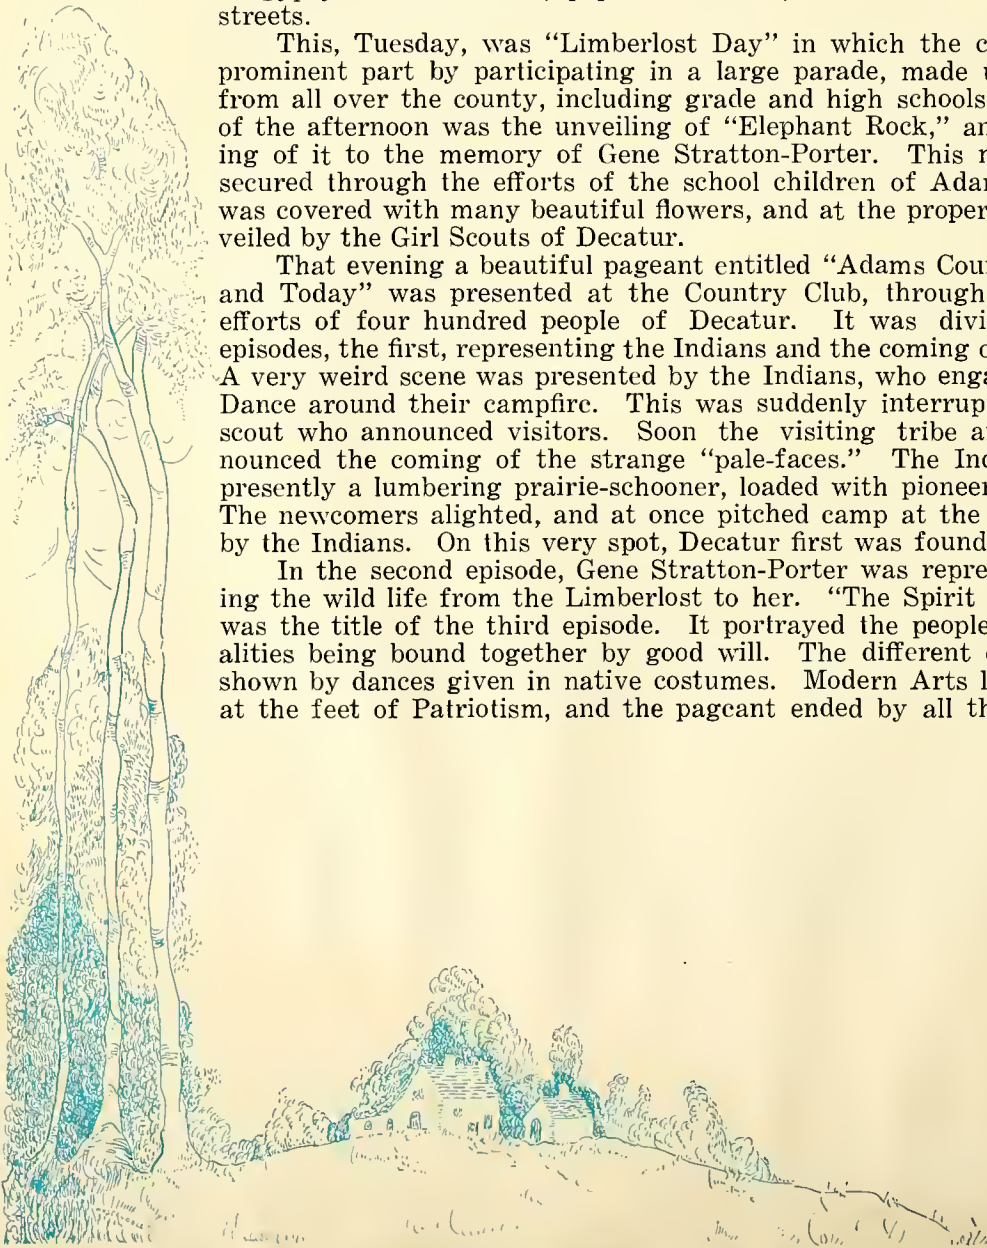 streets.
This, Tuesday, was “Limberlost Day” in which the c
prominent part by participating in a large parade, made
from all over the county, including grade and high schools
of the afternoon was the unveiling of “Elephant Rock,” an
ing of it to the memory of Gene Stratton-Porter. This r
secured through the efforts of the school children of Adar
was covered with many beautiful flowers, and at the proper
veiled by the Girl Scouts of Decatur.
That evening a beautiful pageant entitled “Adams Cou
and Today” was presented at the Country Club, through
efforts of four hundred people of Decatur. It was divi
episodes, the first, representing the Indians and the coming o
A very weird scene was presented by the Indians, who enga
Dance around their campfire. This was suddenly interrup
scout who announced visitors. Soon the visiting tribe a
nounced the coming of the strange “pale-faces.” The Ind
presently a lumbering prairie-schooner, loaded with pioneer
The newcomers alighted, and at once pitched camp at the
by the Indians. On this very spot, Decatur first was found
In the second episode, Gene Stratton-Porter was repre
ing the wild life from the Limberlost to her. “The Spirit
was the title of the third episode. It portrayed the people
alities being bound together by good will. The different
shown by dances given in native costumes. Modern Arts l
at the feet of Patriotism, and the pageant ended by all th